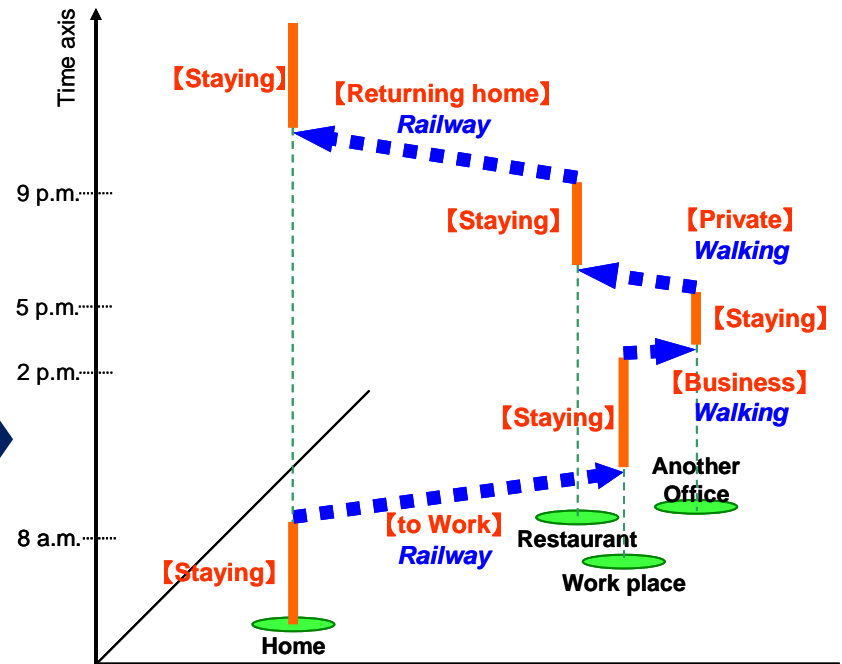 Time axis
【Staying】
【Returning home】
Railway
9 p.m.
【Staying】
【Private】
Walking
5 p.m.
【Staying】
2 p.m.
【Business】
Walking
【Staying】
Another
Office
8 a.m.
【to Work】
Railway
Restaurant
【Staying】
Work place
Home